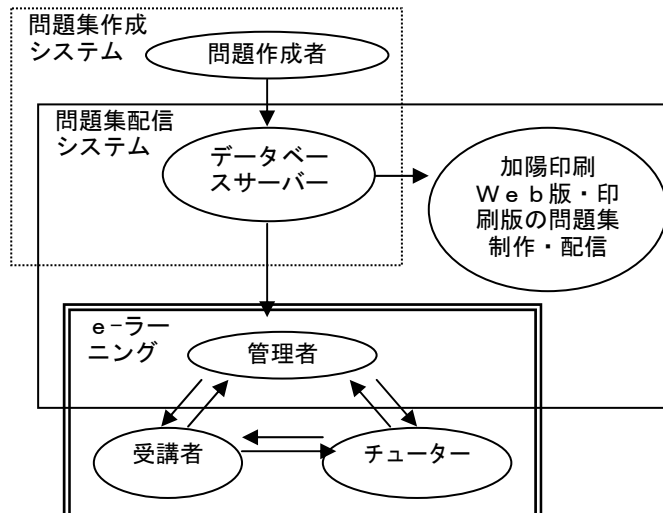 問題集作成
システム
問題作成者
問題集配信
システム
データベー
スサーバー
加陽印刷
Ｗｅｂ版・印
刷版の問題集
制作・配信
ｅ-ラー
ニング
管理者
受講者
チューター